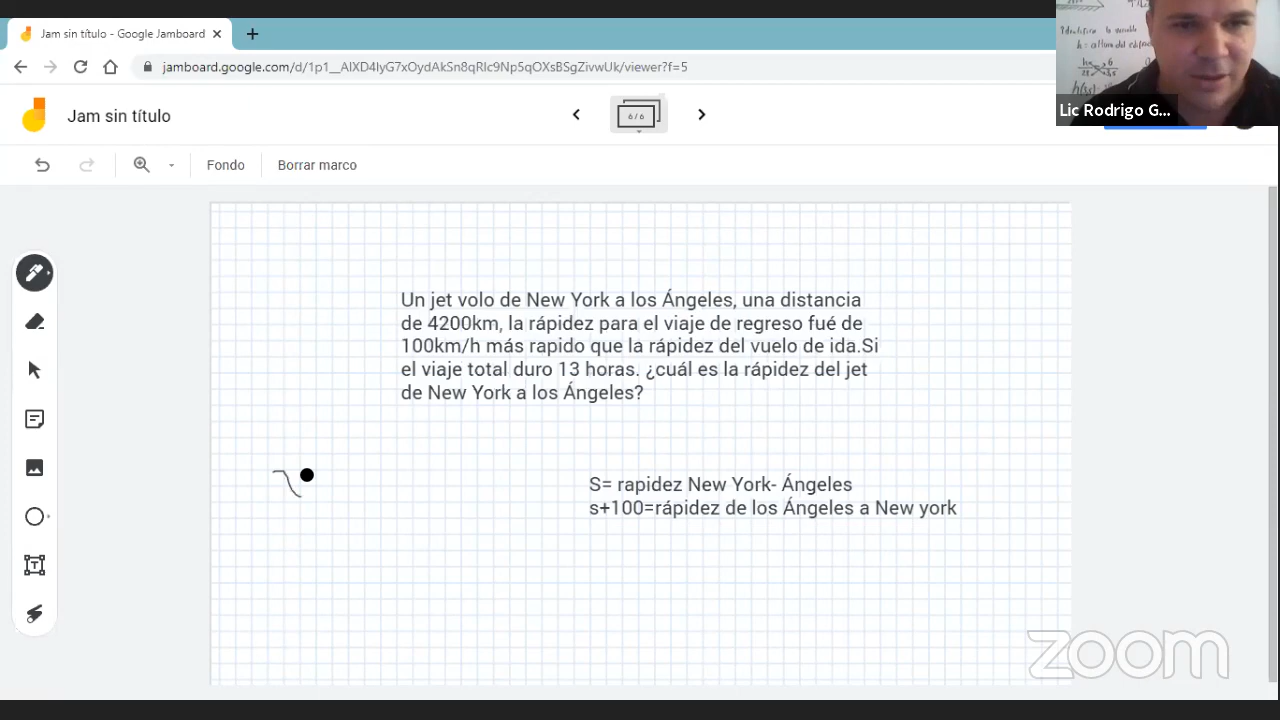 Jam sin título - Google Jamboard
jamboard.google.com/d/1p1__AlXD4lyG7xOydAkSn8qRlc9Np5qOXsBSgZivwUk/viewer?f=5
Jam sin título
6 / 6
Lic Rodrigo G...
Fondo
Borrar marco
Un jet volo de New York a los Ángeles, una distancia
de 4200km, la rápidez para el viaje de regreso fué de
100km/h más rapido que la rápidez del vuelo de ida.Si
el viaje total duro 13 horas. ¿cuál es la rápidez del jet
de New York a los Ángeles?
S= rapidez New York- Ángeles
s+100=rápidez de los Ángeles a New york
zoom